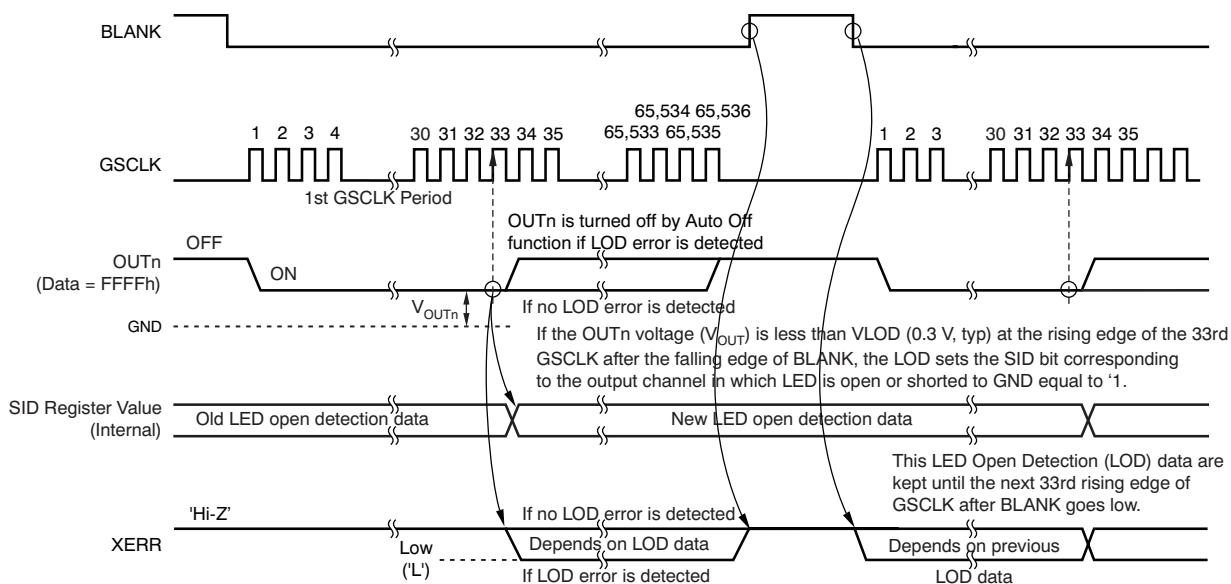 BLANK
65,534 65,536
1 2 3 4 30 31 32 33 34 35 65,533 65,535 1 2 3 30 31 32 33 34 35
GSCLK
1st GSCLK Period
OUTn is turned off by Auto Off
function if LOD error is detected
OFF
OUTn
(Data = FFFFh)
ON
VOUTn
If no LOD error is detected
GND
If the OUTn voltage (VOUT) is less than VLOD (0.3 V, typ) at the rising edge of the 33rd
GSCLK after the falling edge of BLANK, the LOD sets the SID bit corresponding
to the output channel in which LED is open or shorted to GND equal to ‘1.
SID Register Value
(Internal)
Old LED open detection data
New LED open detection data
This LED Open Detection (LOD) data are
kept until the next 33rd rising edge of
GSCLK after BLANK goes low.
'Hi-Z’
If no LOD error is detected
XERR
Low
('L')
Depends on LOD data
Depends on previous
If LOD error is detected
LOD data